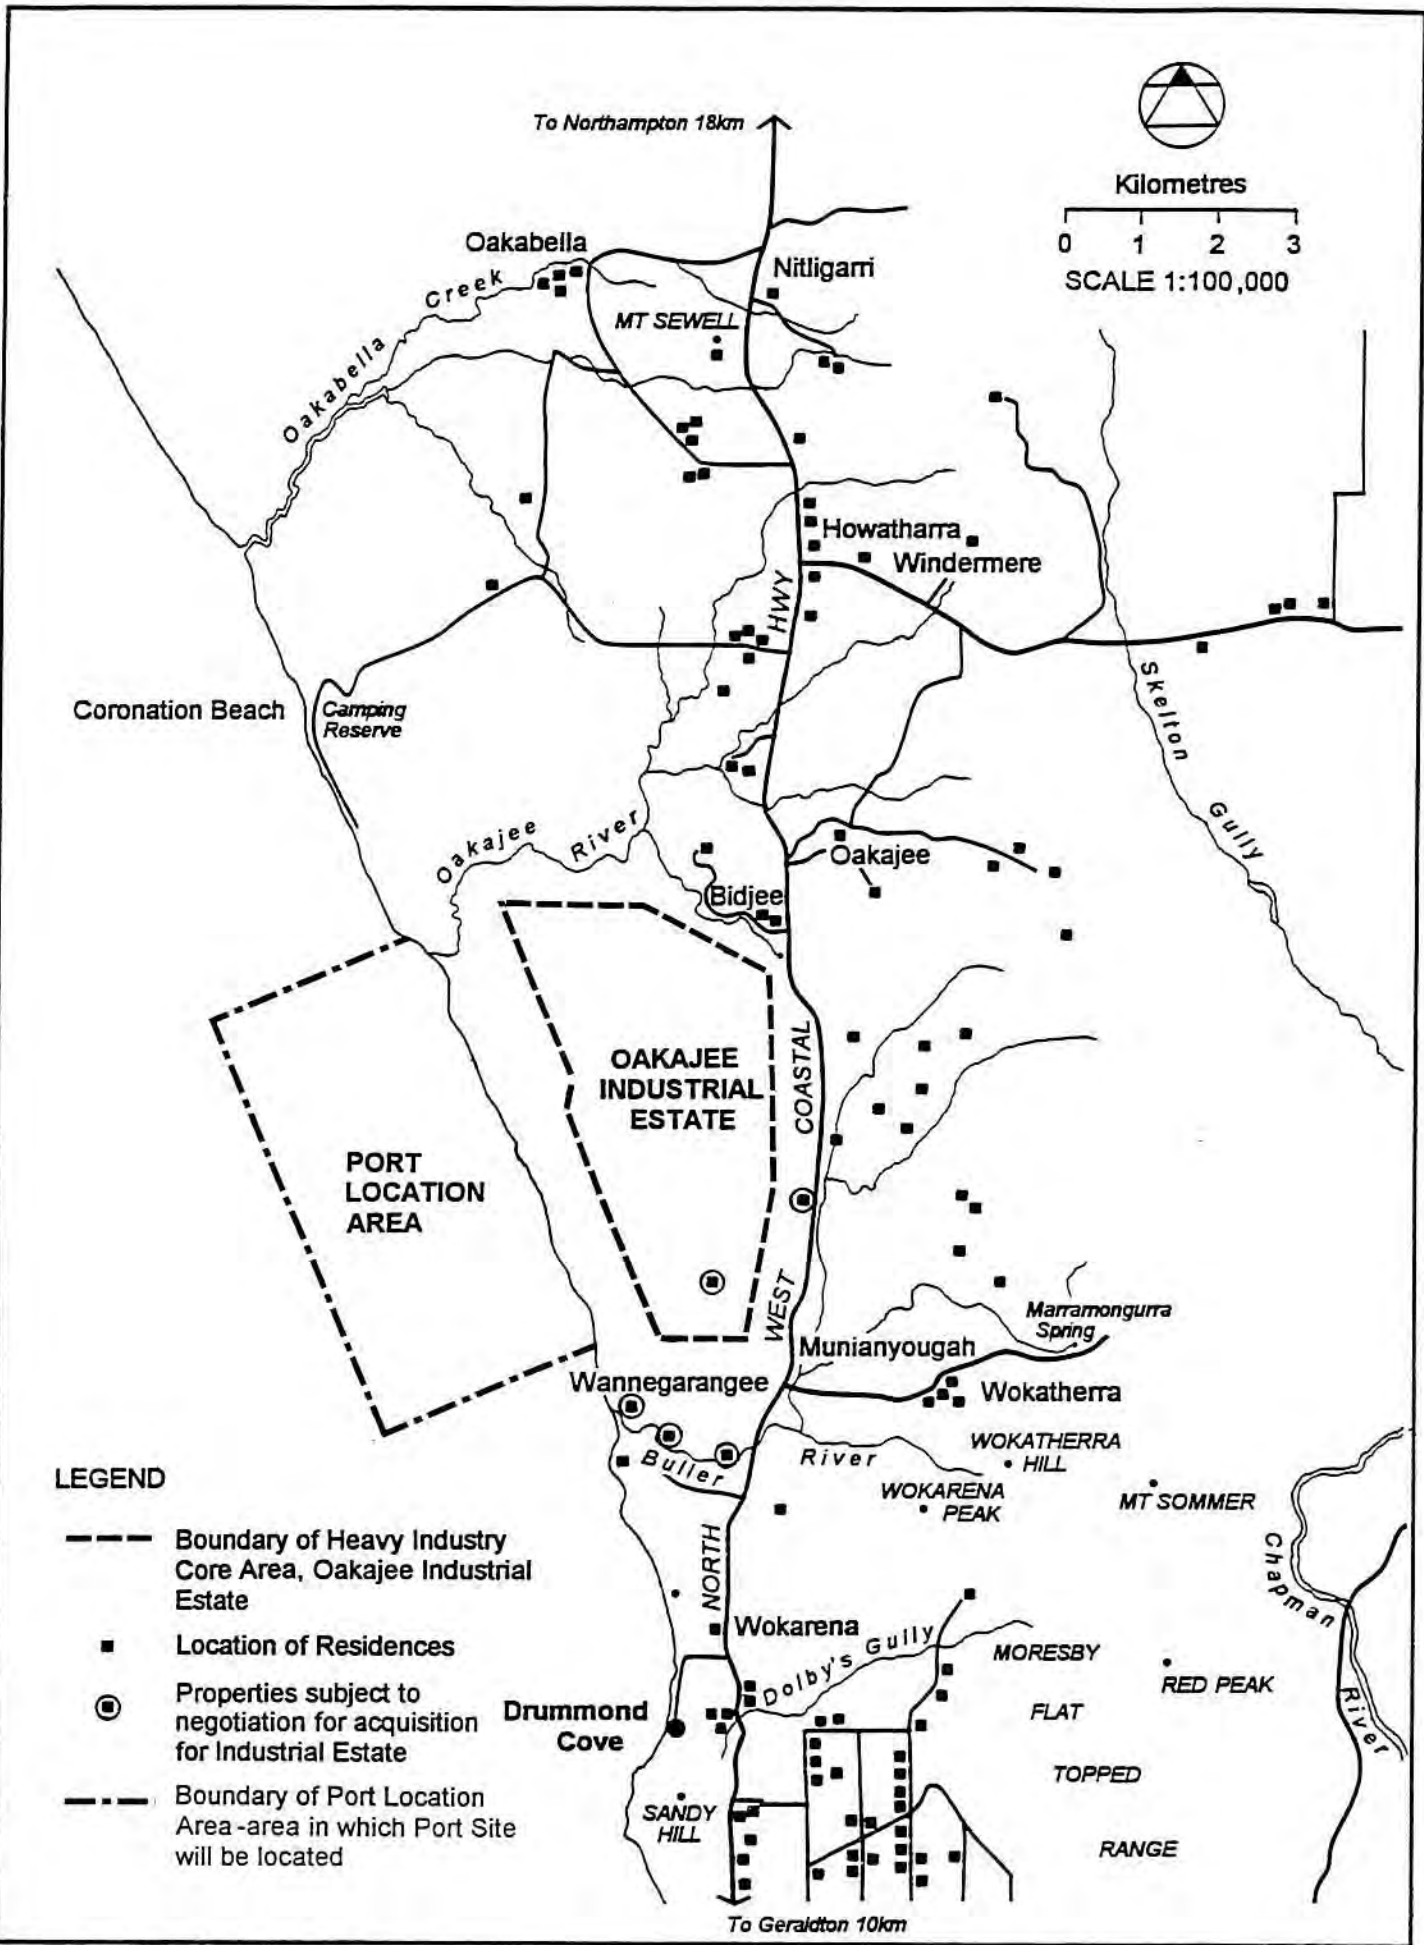 To Northampton 18km
Kilometres
0 1 2 3
SCALE 1:100,000
Oakabella
Nitligarri
Oakabella Creek
MT SEWELL
Howatharra
Windermere
HWY
Coronation Beach
Camping
Reserve
Skelton Gully
Oakajee River
Oakajee
Bidjee
OAKAJEE
INDUSTRIAL
ESTATE
COASTAL
PORT
LOCATION
AREA
WEST
Marramongurra
Spring
Munianyougah
Wannegarangee
Wokatherra
Buller River
WOKATHERRA
HILL
WOKARENA
PEAK
MT SOMMER
LEGEND
Boundary of Heavy Industry
Core Area, Oakajee Industrial
Estate
Location of Residences
Properties subject to
negotiation for acquisition
for Industrial Estate
Boundary of Port Location
Area -area in which Port Site
will be located
NORTH
Chapman River
Wokarena
Dolby's Gully
MORESBY
FLAT
TOPPED
RANGE
RED PEAK
Drummond
Cove
SANDY
HILL
To Geraldton 10km